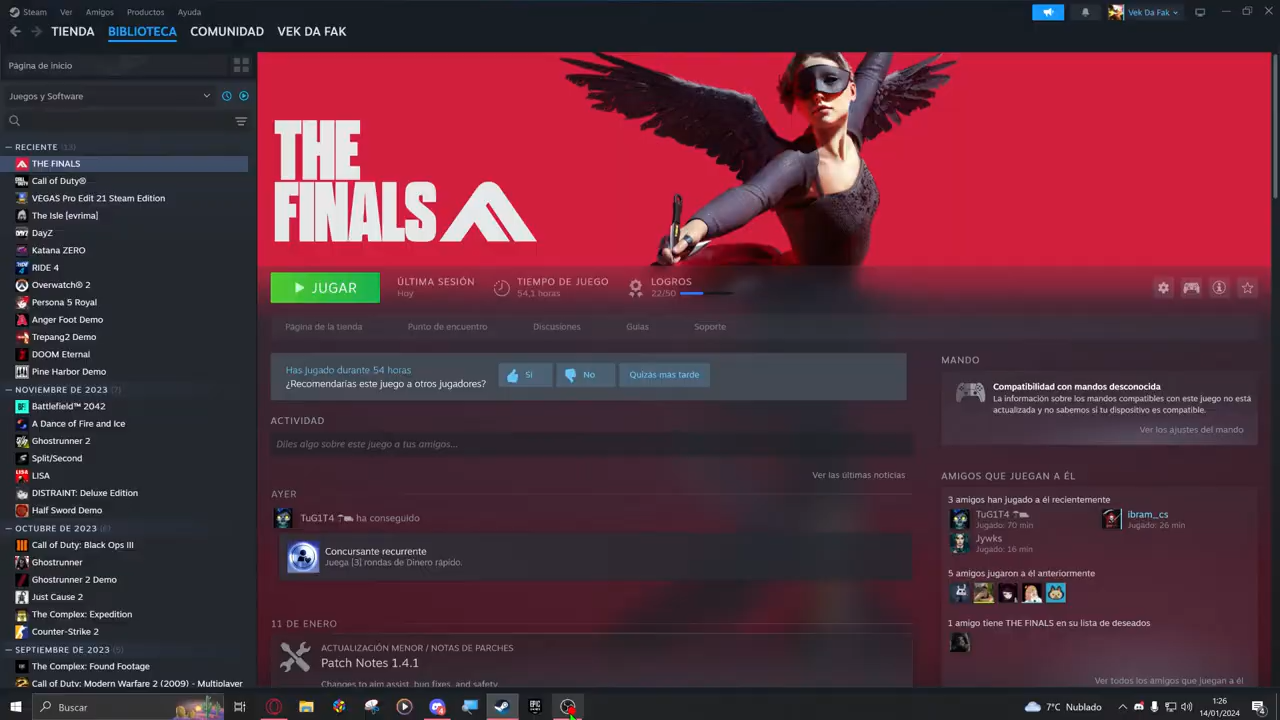 Steam Ver Amigos Productos Ayuda
Vek Da Fak
TIENDA BIBLIOTECA COMUNIDAD VEK DA FAK
Página de inicio
Juegos y Software
RECIENTE (13)
THE FINALS
Call of Duty®
VEGAS Pro Edit 21 Steam Edition
The Isle [evrima]
DayZ
Katana ZERO
RIDE 4
Overwatch® 2
Persona 5 Royal
Anger Foot Demo
Trepang2 Demo
DOOM Eternal
Pine Harbor Demo
NOVIEMBRE DE 2023 (7)
Battlefield™ 2042
A Dance of Fire and Ice
Ghostrunner 2
Split/Second
LISA
DISTRAINT: Deluxe Edition
Half Sword Demo
OCTUBRE DE 2023 (6)
Call of Duty: Black Ops III
Ghostrunner
Ghostrunner 2 Demo
Just Cause 2
The Complex: Expedition
Counter-Strike 2
SEPTIEMBRE DE 2023 (5)
The Complex: Found Footage
Call of Duty: Modern Warfare 2 (2009) - Multiplayer
THE
FINALS
JUGAR
ÚLTIMA SESIÓN
Hoy
TIEMPO DE JUEGO
54,1 horas
LOGROS
22/50
Página de la tienda Punto de encuentro Discusiones Guías Soporte
Has jugado durante 54 horas
¿Recomendarías este juego a otros jugadores?
Sí No Quizás más tarde
ACTIVIDAD
Diles algo sobre este juego a tus amigos...
Ver las últimas noticias
AYER
TuG1T4 ha conseguido
Concursante recurrente
Juega [3] rondas de Dinero rápido.
11 DE ENERO
ACTUALIZACIÓN MENOR / NOTAS DE PARCHES
Patch Notes 1.4.1
Changes to aim assist, bug fixes, and safety
MANDO
Compatibilidad con mandos desconocida
La información sobre los mandos compatibles con este juego no está
actualizada y no sabemos si tu dispositivo es compatible.
Ver los ajustes del mando
AMIGOS QUE JUEGAN A ÉL
3 amigos han jugado a él recientemente
TuG1T4
Jugado: 70 min
ibram_cs
Jugado: 26 min
Jywks
Jugado: 16 min
5 amigos jugaron a él anteriormente
1 amigo tiene THE FINALS en su lista de deseados
Ver todos los amigos que juegan a él
Buscar
EPIC
7°C Nublado
1:26
14/01/2024